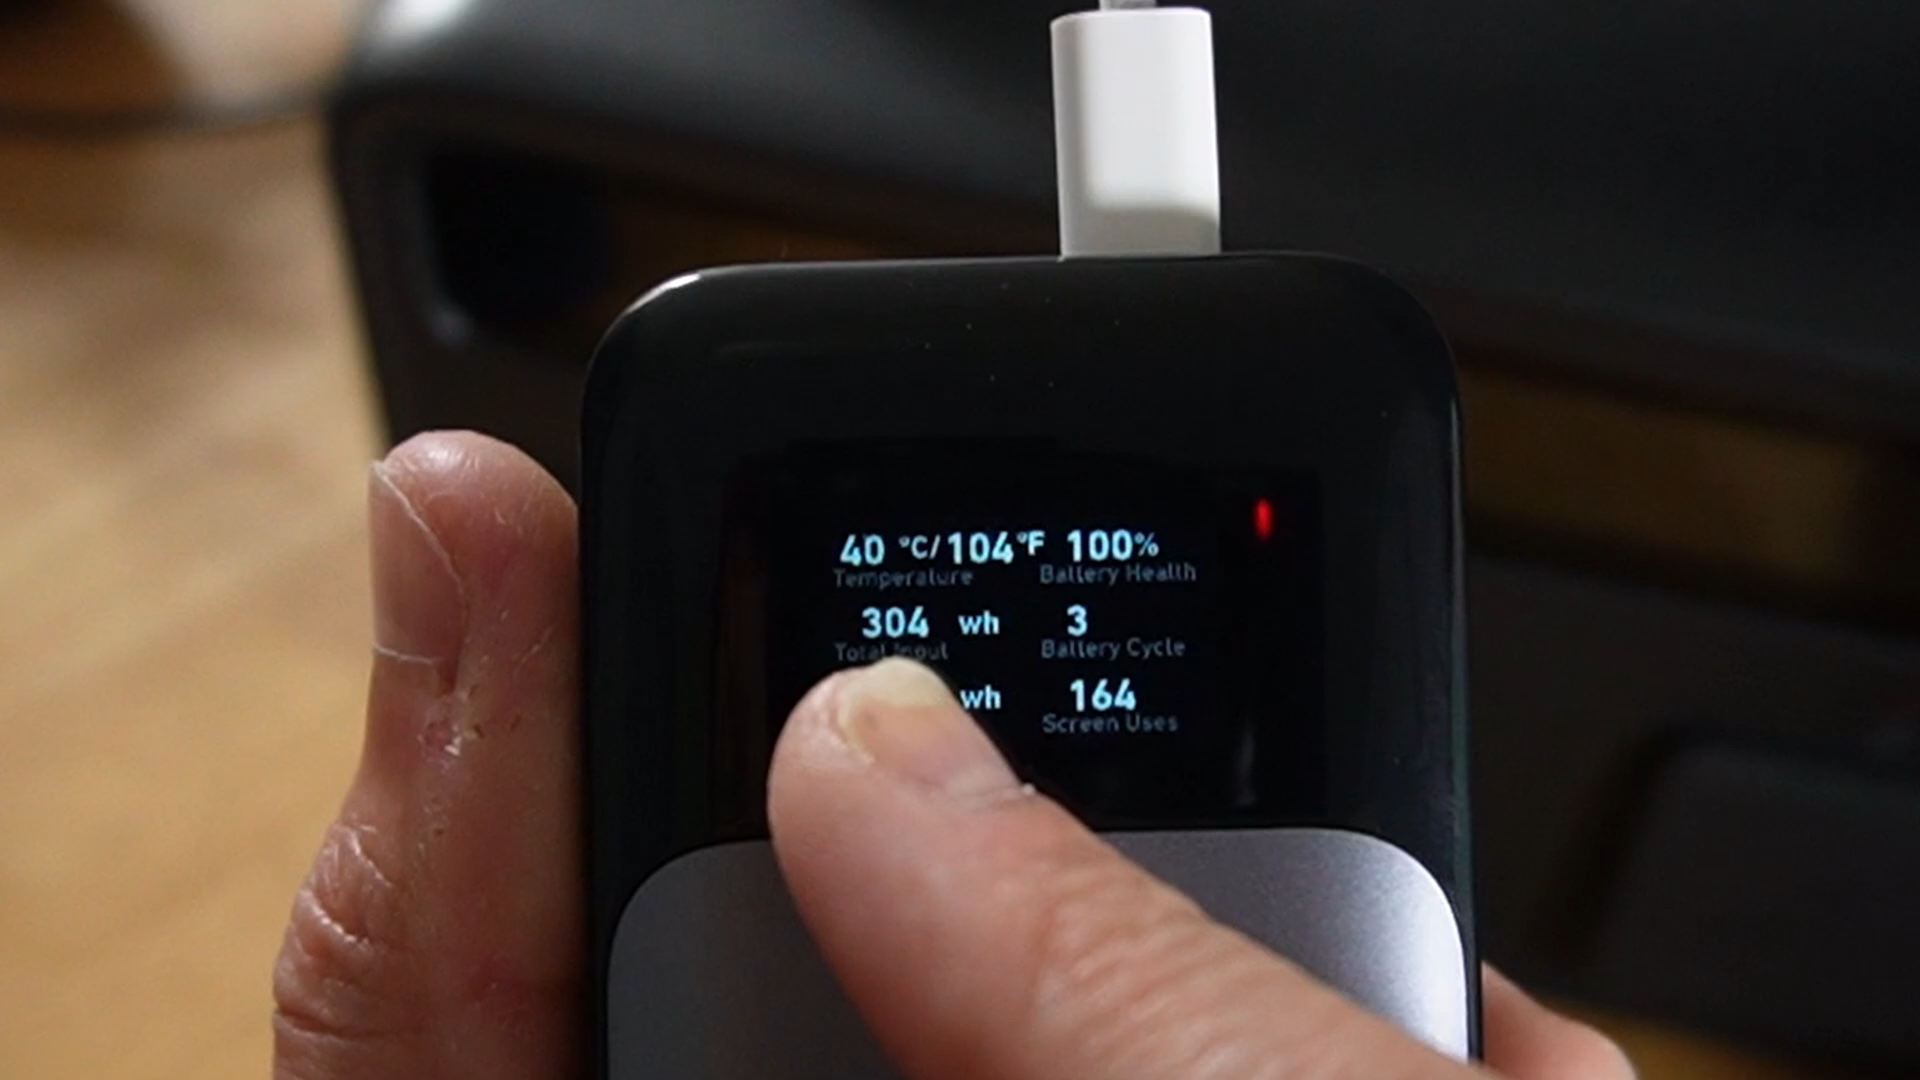 40 °C/104°F 100%
Temperature Battery Health
304 wh 3
Total Input Battery Cycle
wh 164
Screen Uses